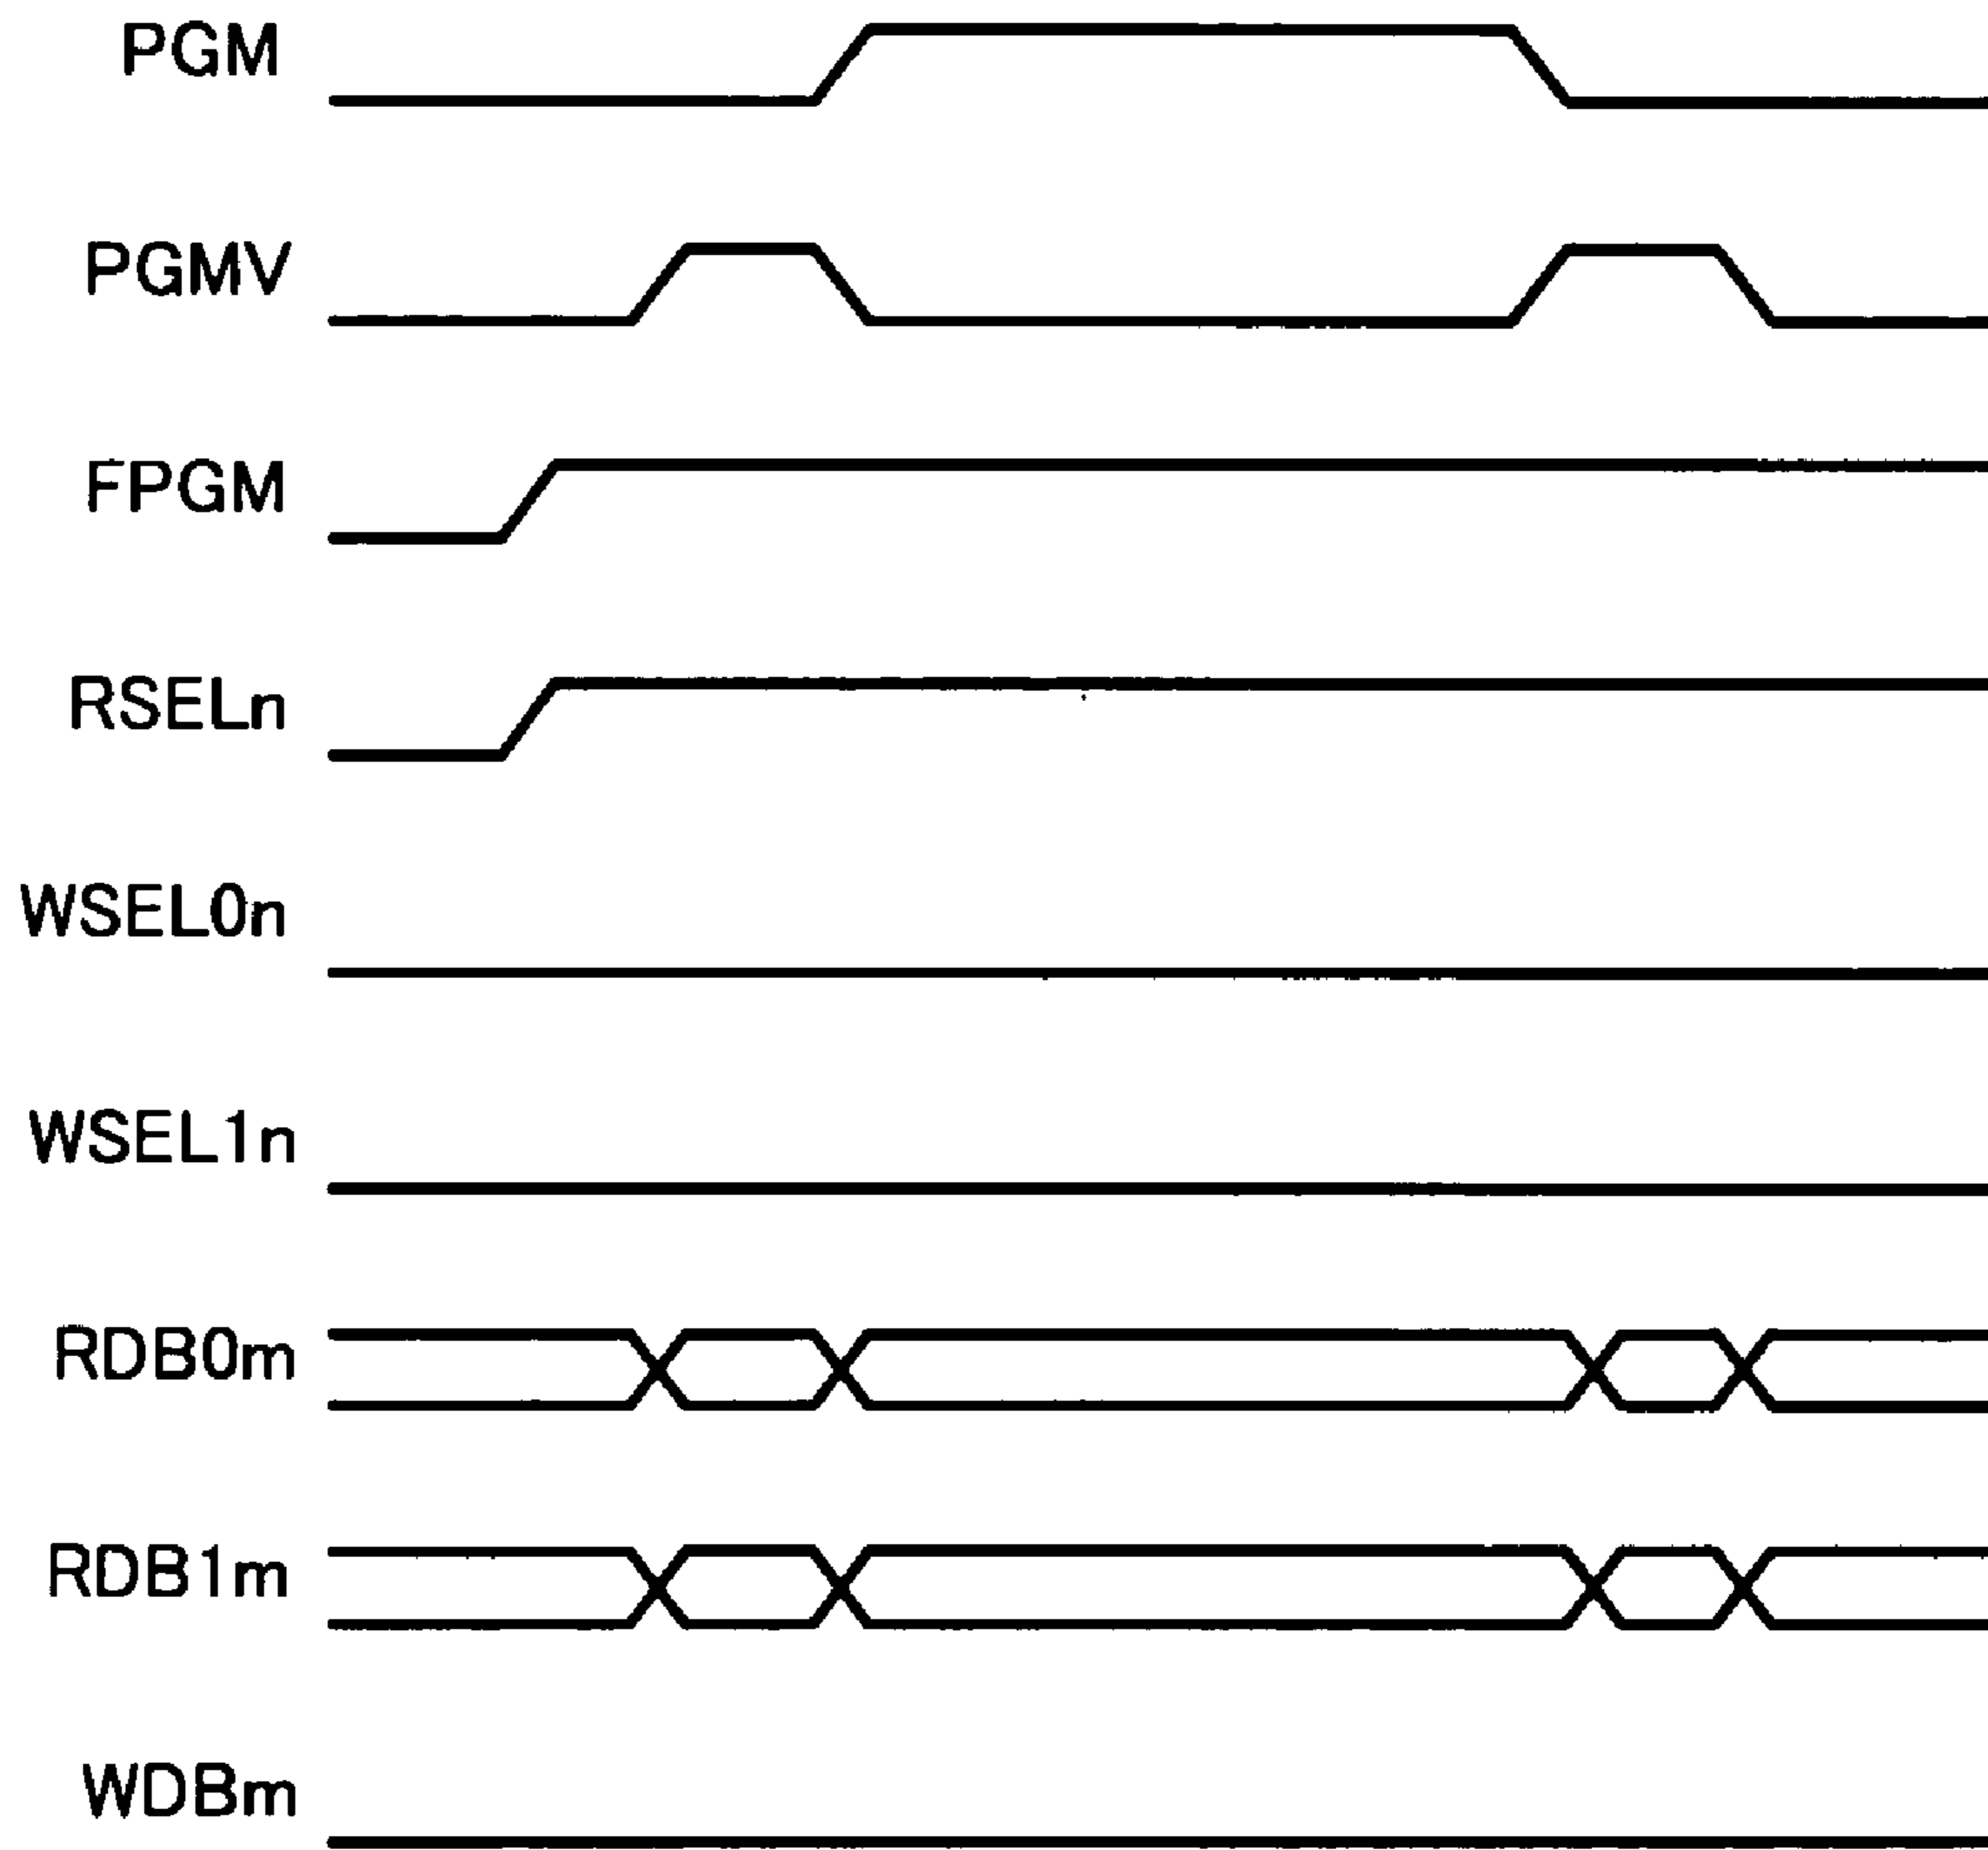 PGM
PGMV
FPGM
RSELn
WSEL0n
WSEL1n
RDB0m
RDB1m
WDBm